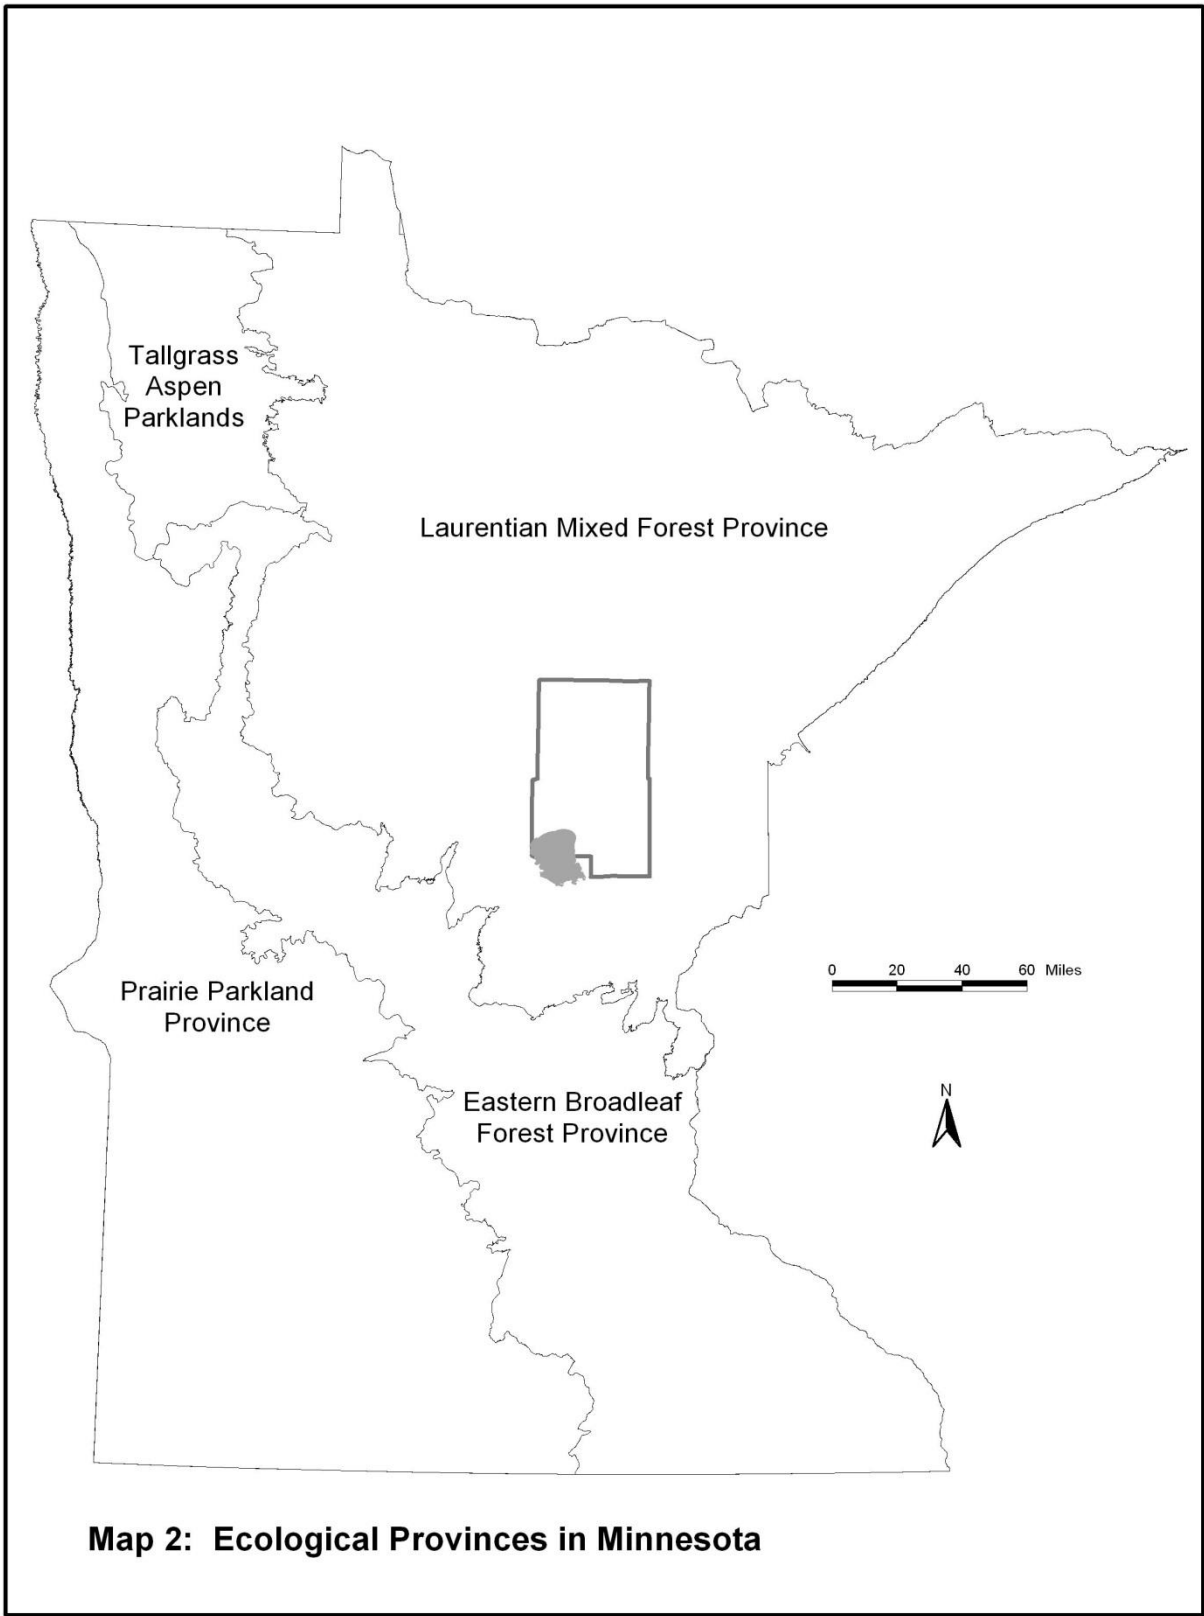 Tallgrass
Aspen
Parklands
Laurentian Mixed Forest Province
Prairie Parkland
Province
0 20 40 60 Miles
N
Eastern Broadleaf
Forest Province
Map 2: Ecological Provinces in Minnesota